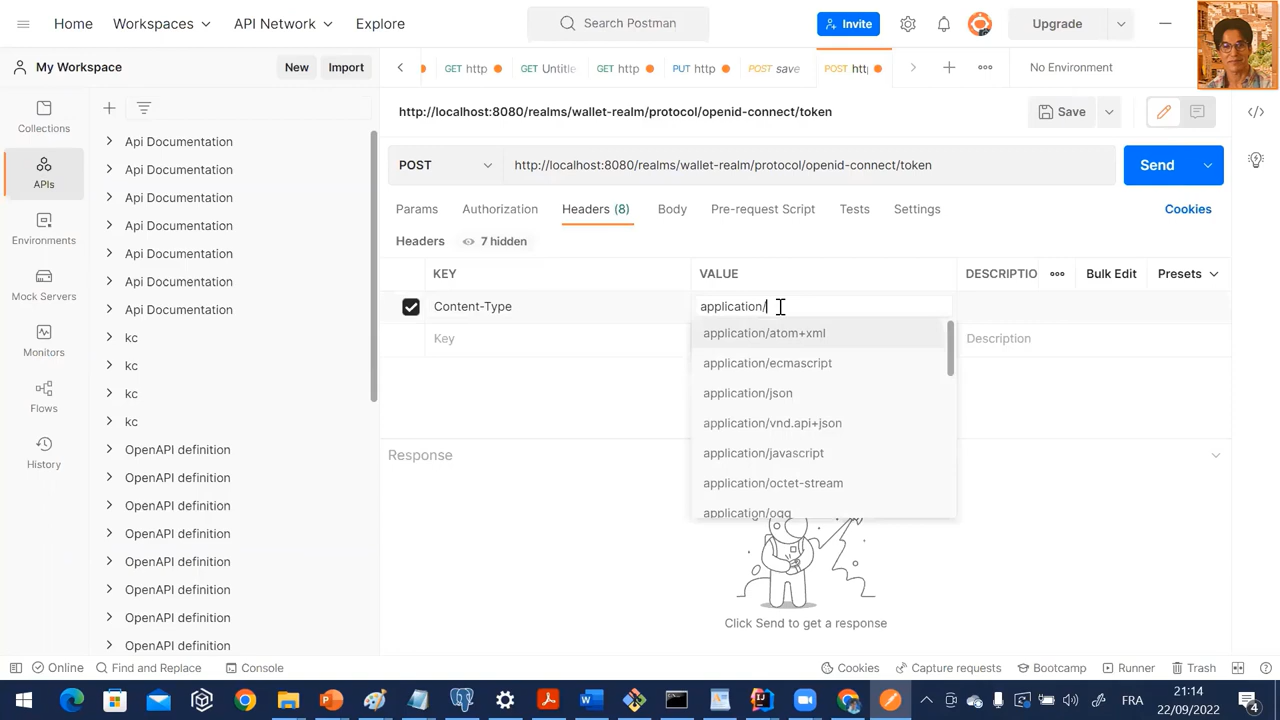 Home Workspaces API Network Explore Search Postman Invite Upgrade
My Workspace New Import GET http GET Untitle GET http PUT http POST save POST htt No Environment
Collections
APIs
Environments
Mock Servers
Monitors
Flows
History
Api Documentation
Api Documentation
Api Documentation
Api Documentation
Api Documentation
Api Documentation
Api Documentation
kc
kc
kc
kc
OpenAPI definition
OpenAPI definition
OpenAPI definition
OpenAPI definition
OpenAPI definition
OpenAPI definition
OpenAPI definition
OpenAPI definition
http://localhost:8080/realms/wallet-realm/protocol/openid-connect/token Save
POST http://localhost:8080/realms/wallet-realm/protocol/openid-connect/token Send
Params Authorization Headers (8) Body Pre-request Script Tests Settings Cookies
Headers 7 hidden
KEY VALUE DESCRIPTIO Bulk Edit Presets
Content-Type application/
Key Description
application/atom+xml
application/ecmascript
application/json
application/vnd.api+json
application/javascript
application/octet-stream
application/ogg
Response
Click Send to get a response
Online Find and Replace Console Cookies Capture requests Bootcamp Runner Trash
FRA 21:14
22/09/2022 4